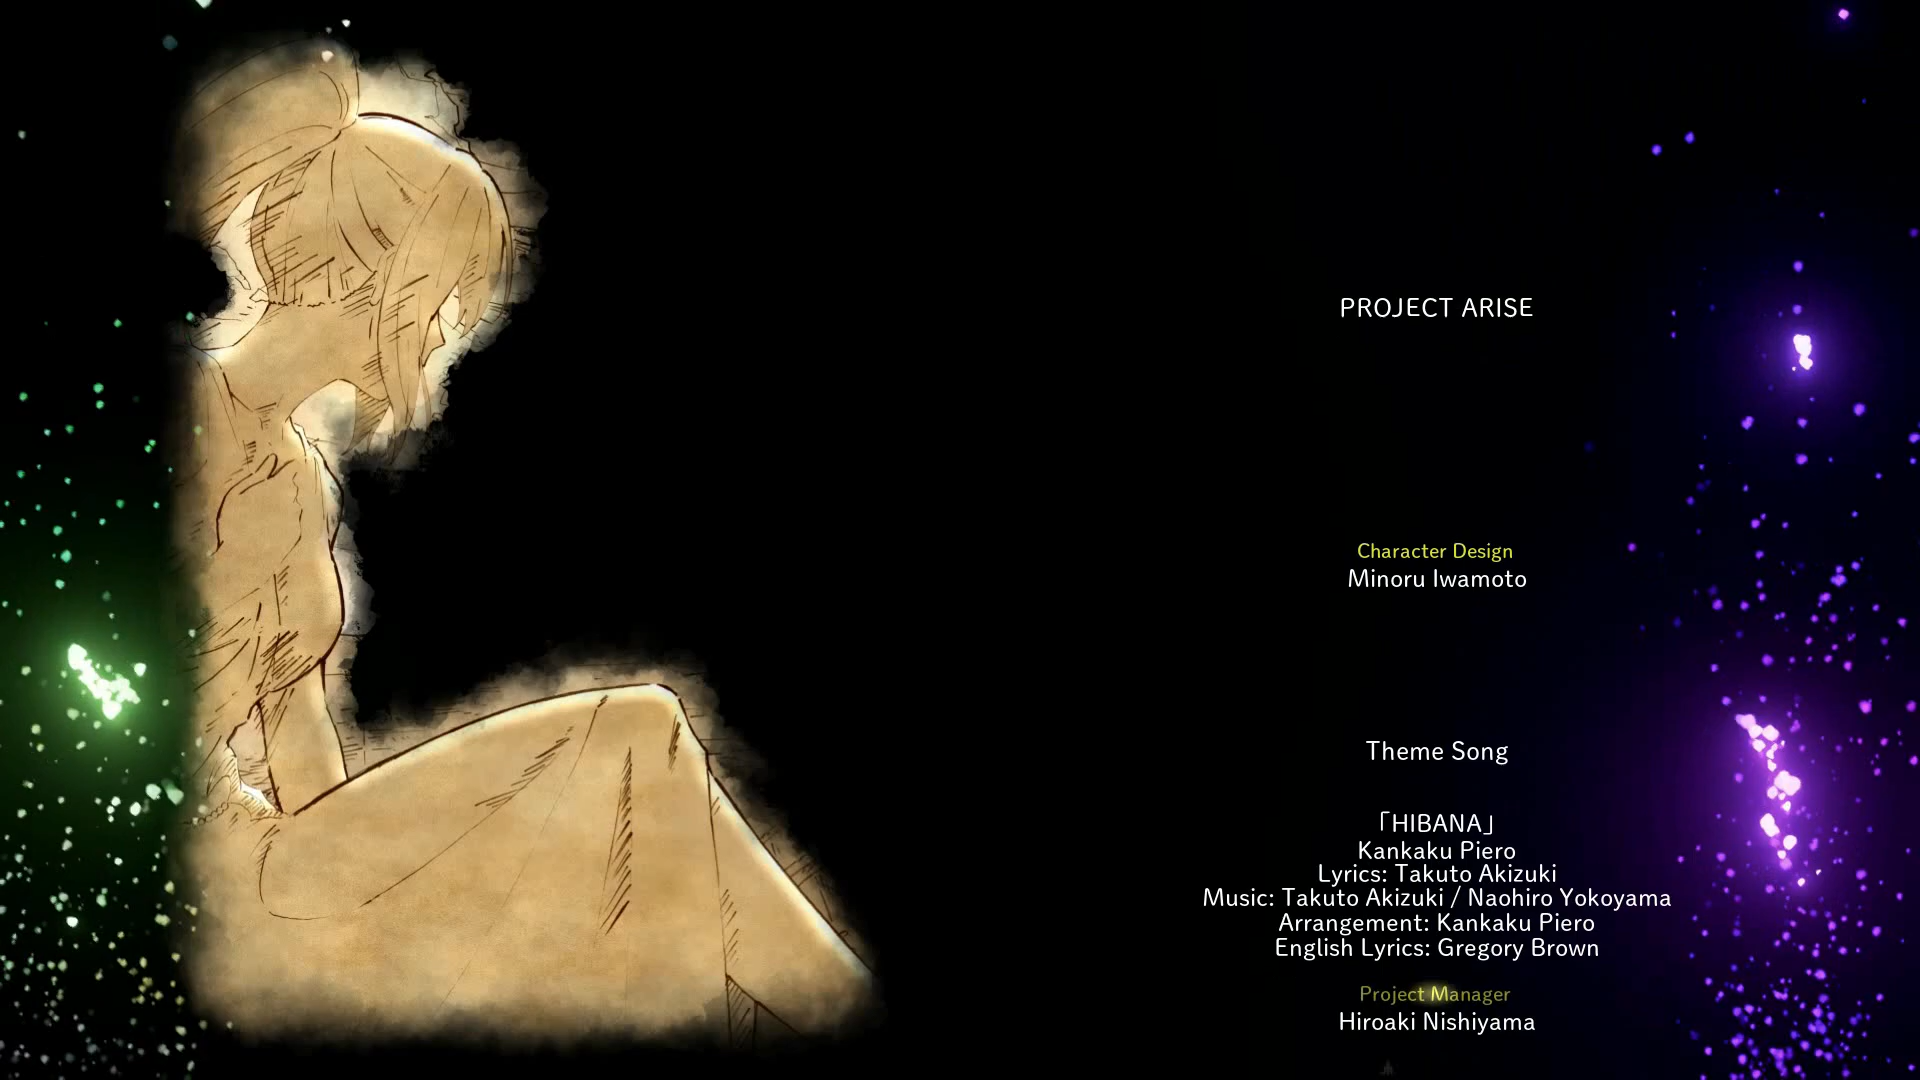 PROJECT ARISE
Character Design
Minoru Iwamoto
Theme Song
「HIBANA」
Kankaku Piero
Lyrics: Takuto Akizuki
Music: Takuto Akizuki / Naohiro Yokoyama
Arrangement: Kankaku Piero
English Lyrics: Gregory Brown
Project Manager
Hiroaki Nishiyama